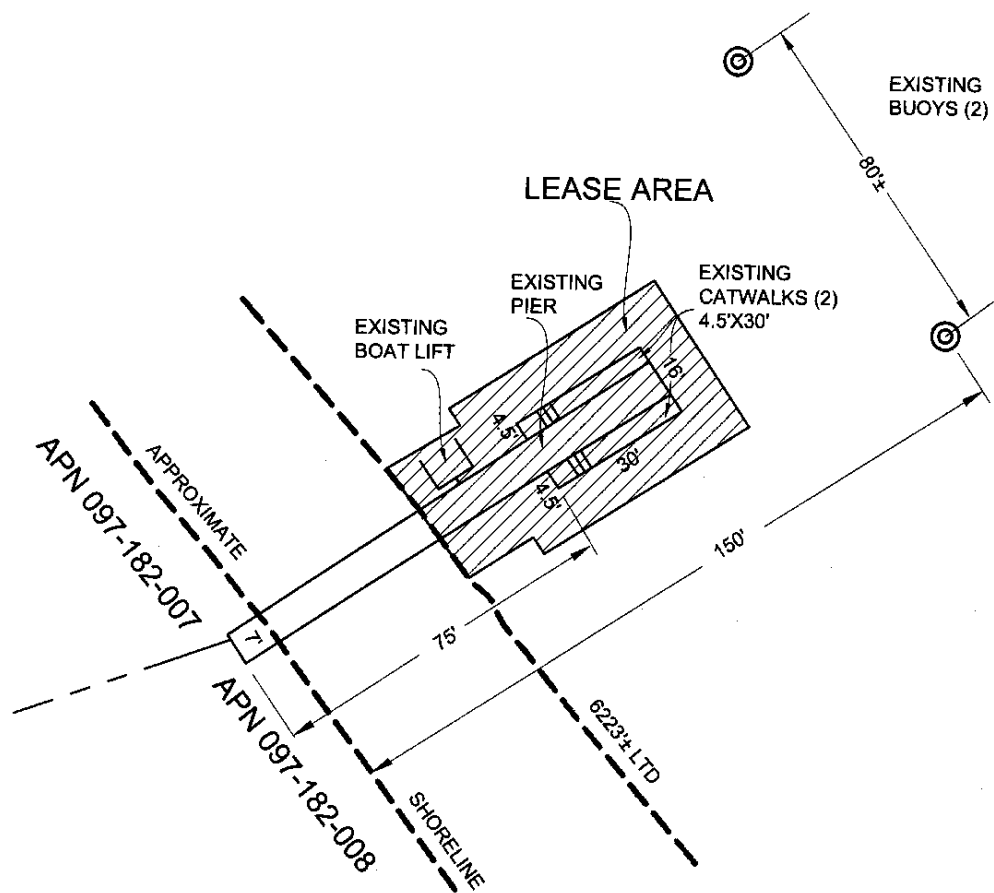 EXISTING
BUOYS (2)
80'±
LEASE AREA
EXISTING
CATWALKS (2)
4.5'X30'
EXISTING
PIER
EXISTING
BOAT LIFT
16'
4.5'
30'
4.5'
150'
75'
7'
APPROXIMATE
APN 097-182-007
APN 097-182-008
6223'± LTD
SHORELINE